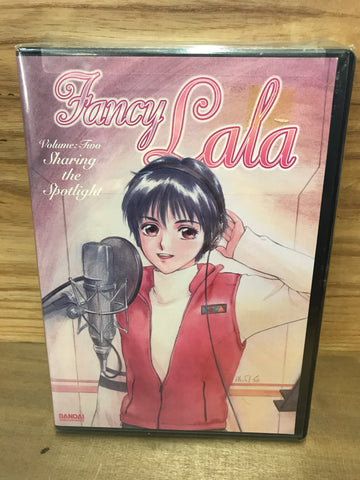 Fancy
Lala
Volume: Two
Sharing
the
Spotlight
BANDAI